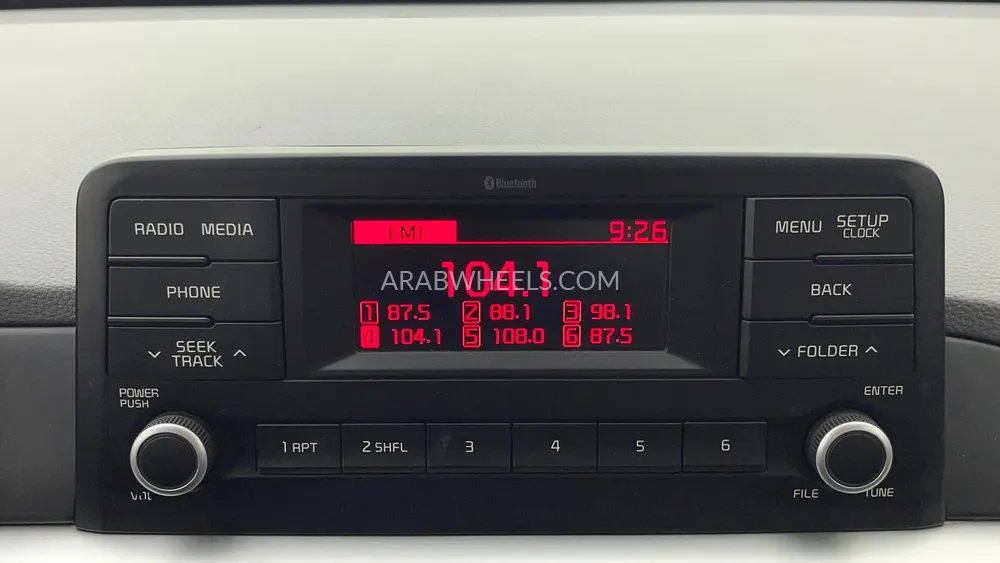 Bluetooth
RADIO MEDIA
PHONE
SEEK
TRACK
POWER
PUSH
VOL
FM1 9:26
104.1
ARABWHEELS.COM
1 87.5 2 88.1 3 98.1
4 104.1 5 108.0 6 87.5
MENU SETUP
CLOCK
BACK
FOLDER
ENTER
1 RPT 2 SHFL 3 4 5 6
FILE TUNE